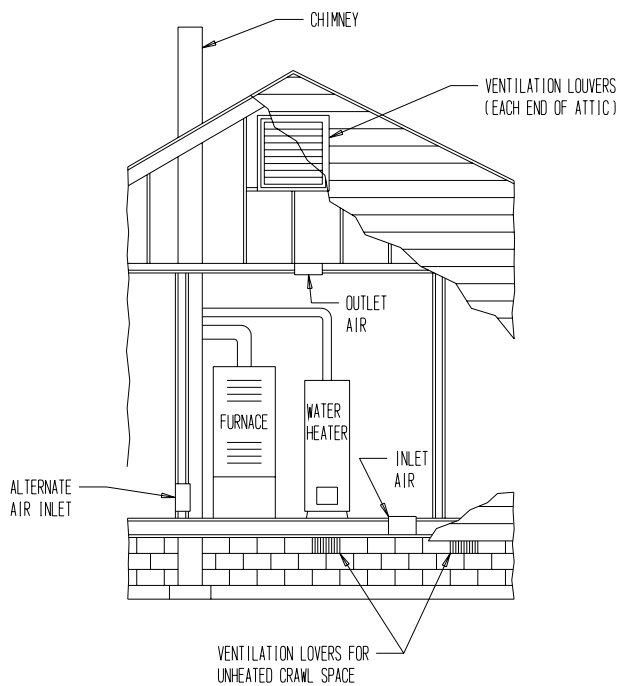 CHIMNEY
VENTILATION LOUVERS
(EACH END OF ATTIC)
OUTLET
AIR
FURNACE
WATER
HEATER
INLET
AIR
ALTERNATE
AIR INLET
VENTILATION LOVERS FOR
UNHEATED CRAWL SPACE